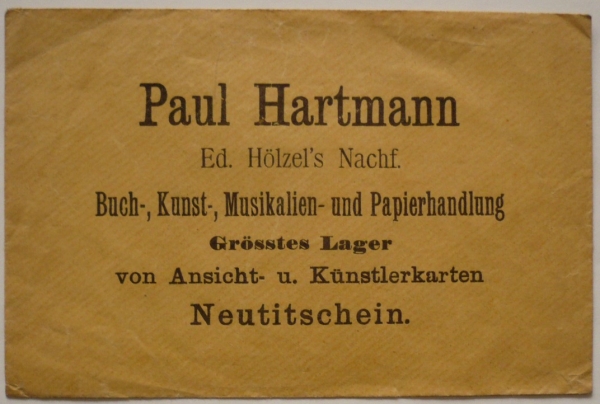 Paul Hartmann
Ed. Hölzel's Nachf.
Buch-, Kunst-, Musikalien- und Papierhandlung
Grösstes Lager
von Ansicht- u. Künstlerkarten
Neutitschein.